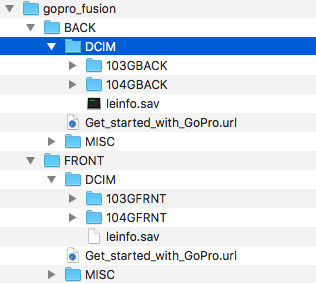 gopro_fusion
BACK
DCIM
103GBACK
104GBACK
leinfo.sav
Get_started_with_GoPro.url
MISC
FRONT
DCIM
103GFRNT
104GFRNT
leinfo.sav
Get_started_with_GoPro.url
MISC